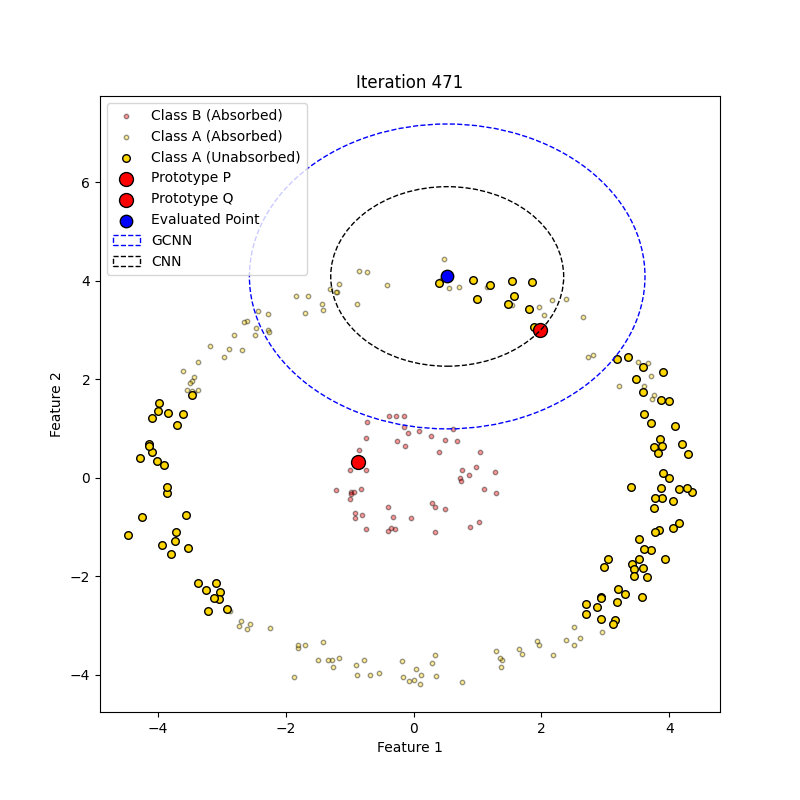 Iteration 471
Class B (Absorbed)
Class A (Absorbed)
Class A (Unabsorbed)
Prototype P
Prototype Q
Evaluated Point
GCNN
CNN
Feature 2
6
4
2
0
−2
−4
−4
−2
0
2
4
Feature 1